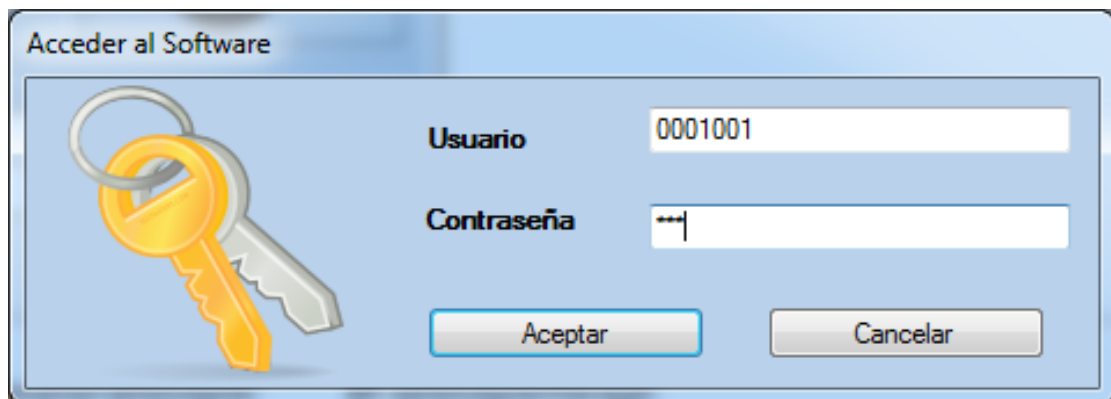 Acceder al Software
Usuario
0001001
Contraseña
***
Aceptar
Cancelar